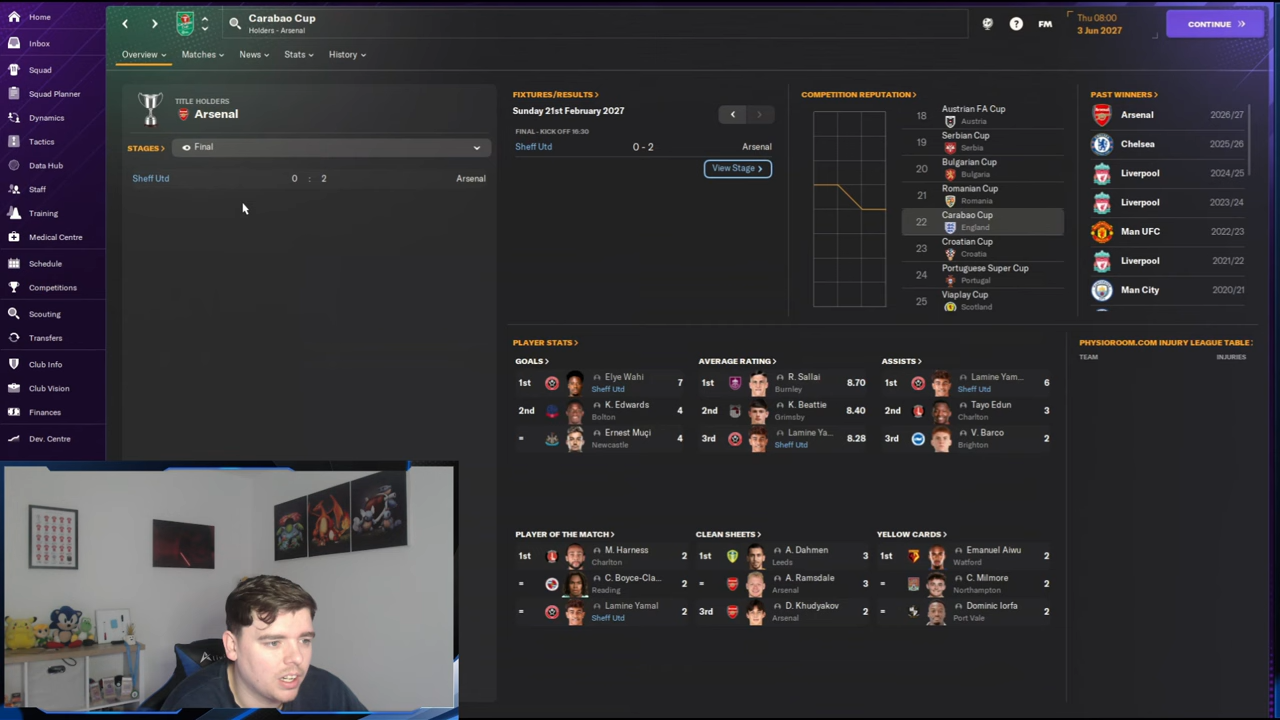 Home
Inbox
Squad
Squad Planner
Dynamics
Tactics
Data Hub
Staff
Training
Medical Centre
Schedule
Competitions
Scouting
Transfers
Club Info
Club Vision
Finances
Dev. Centre
Carabao Cup
Holders - Arsenal
FM
Thu 08:00
3 Jun 2027
CONTINUE
Overview
Matches
News
Stats
History
TITLE HOLDERS
Arsenal
STAGES
Final
Sheff Utd 0 : 2 Arsenal
FIXTURES/RESULTS
Sunday 21st February 2027
FINAL - KICK OFF 16:30
Sheff Utd 0 - 2 Arsenal
View Stage
COMPETITION REPUTATION
18 Austrian FA Cup
Austria
19 Serbian Cup
Serbia
20 Bulgarian Cup
Bulgaria
21 Romanian Cup
Romania
22 Carabao Cup
England
23 Croatian Cup
Croatia
24 Portuguese Super Cup
Portugal
25 Viaplay Cup
Scotland
PAST WINNERS
Arsenal 2026/27
Chelsea 2025/26
Liverpool 2024/25
Liverpool 2023/24
Man UFC 2022/23
Liverpool 2021/22
Man City 2020/21
PLAYER STATS
GOALS
1st Elye Wahi 7
Sheff Utd
2nd K. Edwards 4
Bolton
= Ernest Muçi 4
Newcastle
AVERAGE RATING
1st R. Sallai 8.70
Burnley
2nd K. Beattie 8.40
Grimsby
3rd Lamine Ya... 8.28
Sheff Utd
ASSISTS
1st Lamine Yam... 6
Sheff Utd
2nd Tayo Edun 3
Charlton
3rd V. Barco 2
Brighton
PHYSIOROOM.COM INJURY LEAGUE TABLE
TEAM INJURIES
PLAYER OF THE MATCH
1st M. Harness 2
Charlton
= C. Boyce-Cla... 2
Reading
= Lamine Yamal 2
Sheff Utd
CLEAN SHEETS
1st A. Dahmen 3
Leeds
= A. Ramsdale 3
Arsenal
3rd D. Khudyakov 2
Arsenal
YELLOW CARDS
1st Emanuel Aiwu 2
Watford
= C. Milmore 2
Northampton
= Dominic Iorfa 2
Port Vale